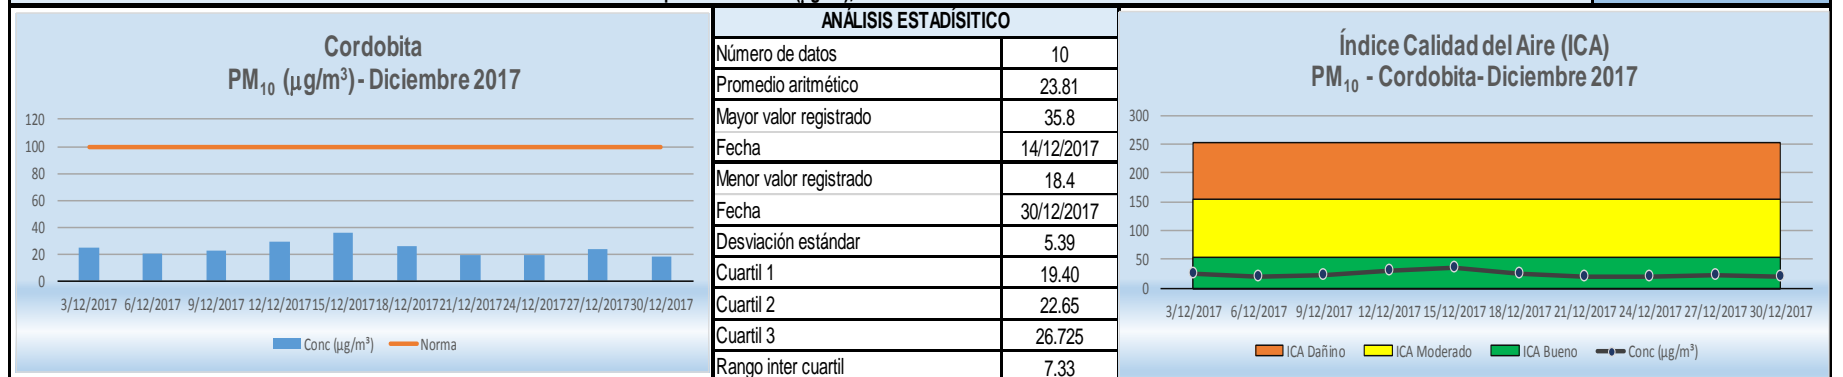 Cordobita
PM₁₀ (µg/m³) - Diciembre 2017
120
100
80
60
40
20
0
3/12/2017 6/12/2017 9/12/2017 12/12/2017 15/12/2017 18/12/2017 21/12/2017 24/12/2017 27/12/2017 30/12/2017
Conc (µg/m³) Norma
ANÁLISIS ESTADÍSITICO
Número de datos 10
Promedio aritmético 23.81
Mayor valor registrado 35.8
Fecha 14/12/2017
Menor valor registrado 18.4
Fecha 30/12/2017
Desviación estándar 5.39
Cuartil 1 19.40
Cuartil 2 22.65
Cuartil 3 26.725
Rango inter cuartil 7.33
Índice Calidad del Aire (ICA)
PM₁₀ - Cordobita- Diciembre 2017
300
250
200
150
100
50
0
3/12/2017 6/12/2017 9/12/2017 12/12/2017 15/12/2017 18/12/2017 21/12/2017 24/12/2017 27/12/2017 30/12/2017
ICA Dañino ICA Moderado ICA Bueno Conc (µg/m³)